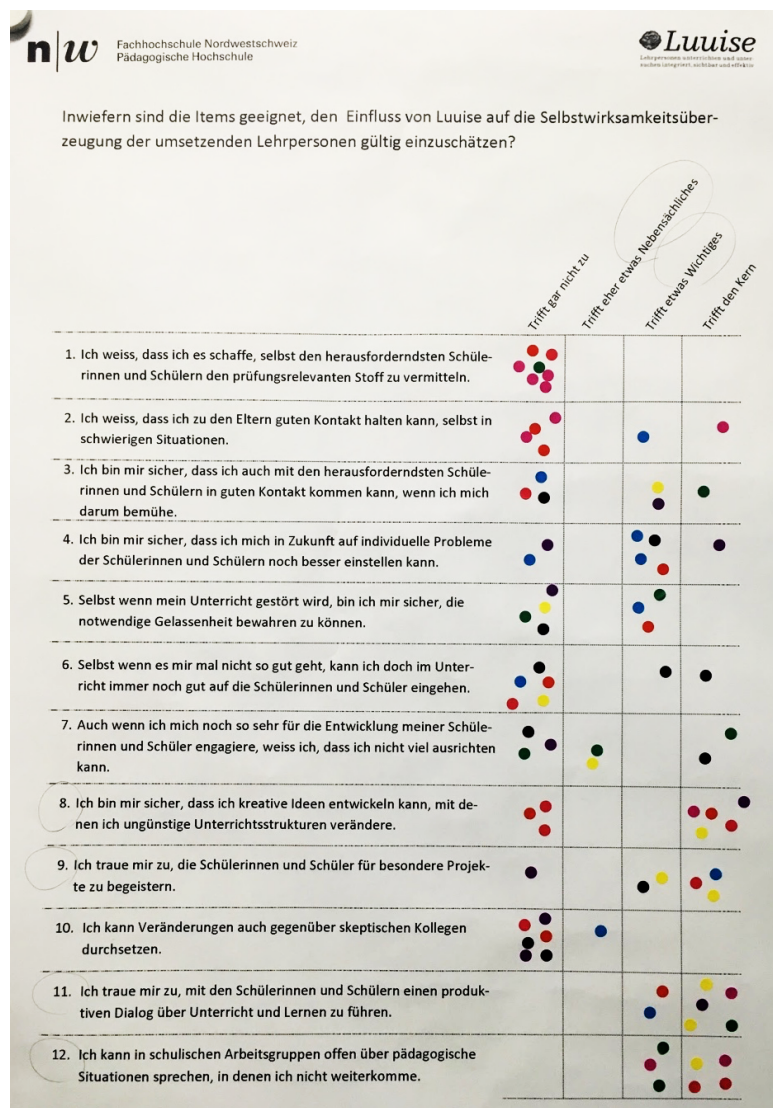 n|w Fachhochschule Nordwestschweiz
Pädagogische Hochschule
Luuise
Lehrpersonen unterrichten und unter-
suchen integriert, sichtbar und effektiv
Inwiefern sind die Items geeignet, den Einfluss von Luuise auf die Selbstwirksamkeitsüber-
zeugung der umsetzenden Lehrpersonen gültig einzuschätzen?
Trifft gar nicht zu
Trifft eher etwas Nebensächliches
Trifft etwas Wichtiges
Trifft den Kern
1. Ich weiss, dass ich es schaffe, selbst den herausforderndsten Schüle-
rinnen und Schülern den prüfungsrelevanten Stoff zu vermitteln.
2. Ich weiss, dass ich zu den Eltern guten Kontakt halten kann, selbst in
schwierigen Situationen.
3. Ich bin mir sicher, dass ich auch mit den herausforderndsten Schüle-
rinnen und Schülern in guten Kontakt kommen kann, wenn ich mich
darum bemühe.
4. Ich bin mir sicher, dass ich mich in Zukunft auf individuelle Probleme
der Schülerinnen und Schülern noch besser einstellen kann.
5. Selbst wenn mein Unterricht gestört wird, bin ich mir sicher, die
notwendige Gelassenheit bewahren zu können.
6. Selbst wenn es mir mal nicht so gut geht, kann ich doch im Unter-
richt immer noch gut auf die Schülerinnen und Schüler eingehen.
7. Auch wenn ich mich noch so sehr für die Entwicklung meiner Schüle-
rinnen und Schüler engagiere, weiss ich, dass ich nicht viel ausrichten
kann.
8. Ich bin mir sicher, dass ich kreative Ideen entwickeln kann, mit de-
nen ich ungünstige Unterrichtsstrukturen verändere.
9. Ich traue mir zu, die Schülerinnen und Schüler für besondere Projek-
te zu begeistern.
10. Ich kann Veränderungen auch gegenüber skeptischen Kollegen
durchsetzen.
11. Ich traue mir zu, mit den Schülerinnen und Schülern einen produk-
tiven Dialog über Unterricht und Lernen zu führen.
12. Ich kann in schulischen Arbeitsgruppen offen über pädagogische
Situationen sprechen, in denen ich nicht weiterkomme.